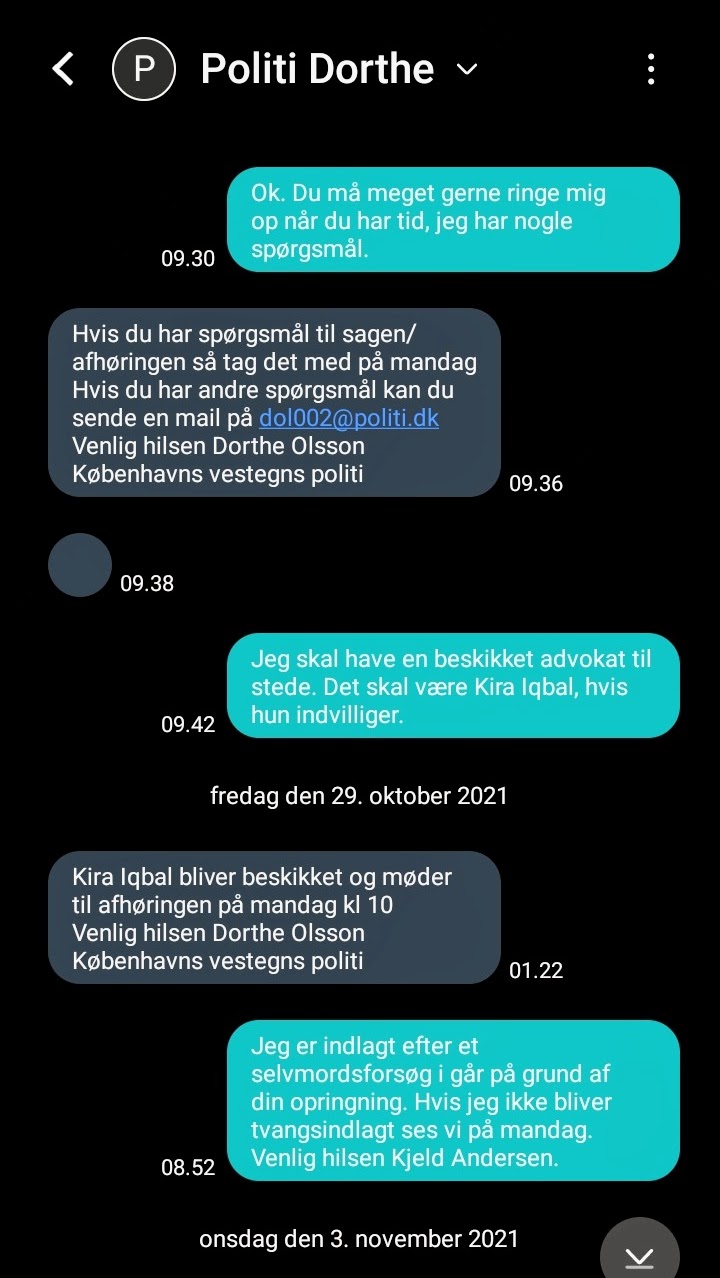 P Politi Dorthe
Ok. Du må meget gerne ringe mig
op når du har tid, jeg har nogle
spørgsmål.
09.30
Hvis du har spørgsmål til sagen/
afhøringen så tag det med på mandag
Hvis du har andre spørgsmål kan du
sende en mail på dol002@politi.dk
Venlig hilsen Dorthe Olsson
Københavns vestegns politi
09.36
09.38
Jeg skal have en beskikket advokat til
stede. Det skal være Kira Iqbal, hvis
hun indvilliger.
09.42
fredag den 29. oktober 2021
Kira Iqbal bliver beskikket og møder
til afhøringen på mandag kl 10
Venlig hilsen Dorthe Olsson
Københavns vestegns politi
01.22
Jeg er indlagt efter et
selvmordsforsøg i går på grund af
din opringning. Hvis jeg ikke bliver
tvangsindlagt ses vi på mandag.
Venlig hilsen Kjeld Andersen.
08.52
onsdag den 3. november 2021